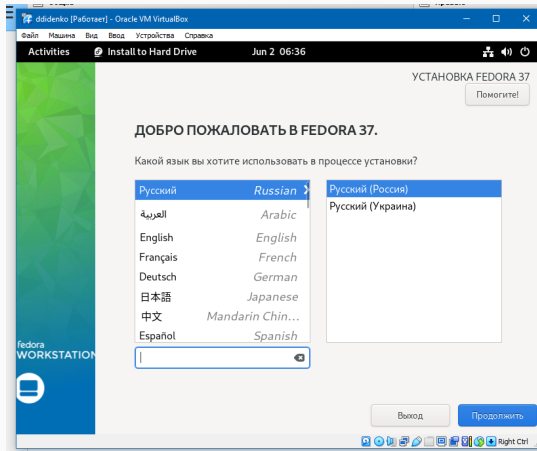 ddidenko [Работает] - Oracle VM VirtualBox
Файл Машина Вид Ввод Устройства Справка
Activities Install to Hard Drive Jun 2 06:36
УСТАНОВКА FEDORA 37
Помогите!
ДОБРО ПОЖАЛОВАТЬ В FEDORA 37.
Какой язык вы хотите использовать в процессе установки?
Русский Russian Русский (Россия)
العربية Arabic Русский (Украина)
English English
Français French
Deutsch German
日本語 Japanese
中文 Mandarin Chin...
Español Spanish
fedora
WORKSTATION
Выход Продолжить
Right Ctrl